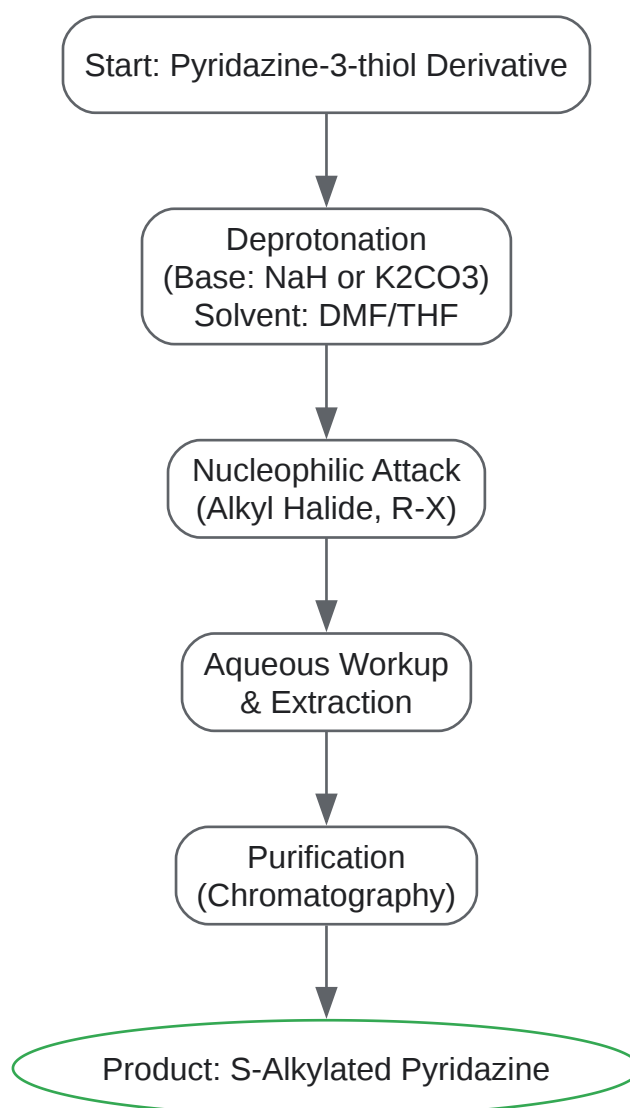 Start: Pyridazine-3-thiol Derivative
Deprotonation
(Base: NaH or K2CO3)
Solvent: DMF/THF
Nucleophilic Attack
(Alkyl Halide, R-X)
Aqueous Workup
& Extraction
Purification
(Chromatography)
Product: S-Alkylated Pyridazine